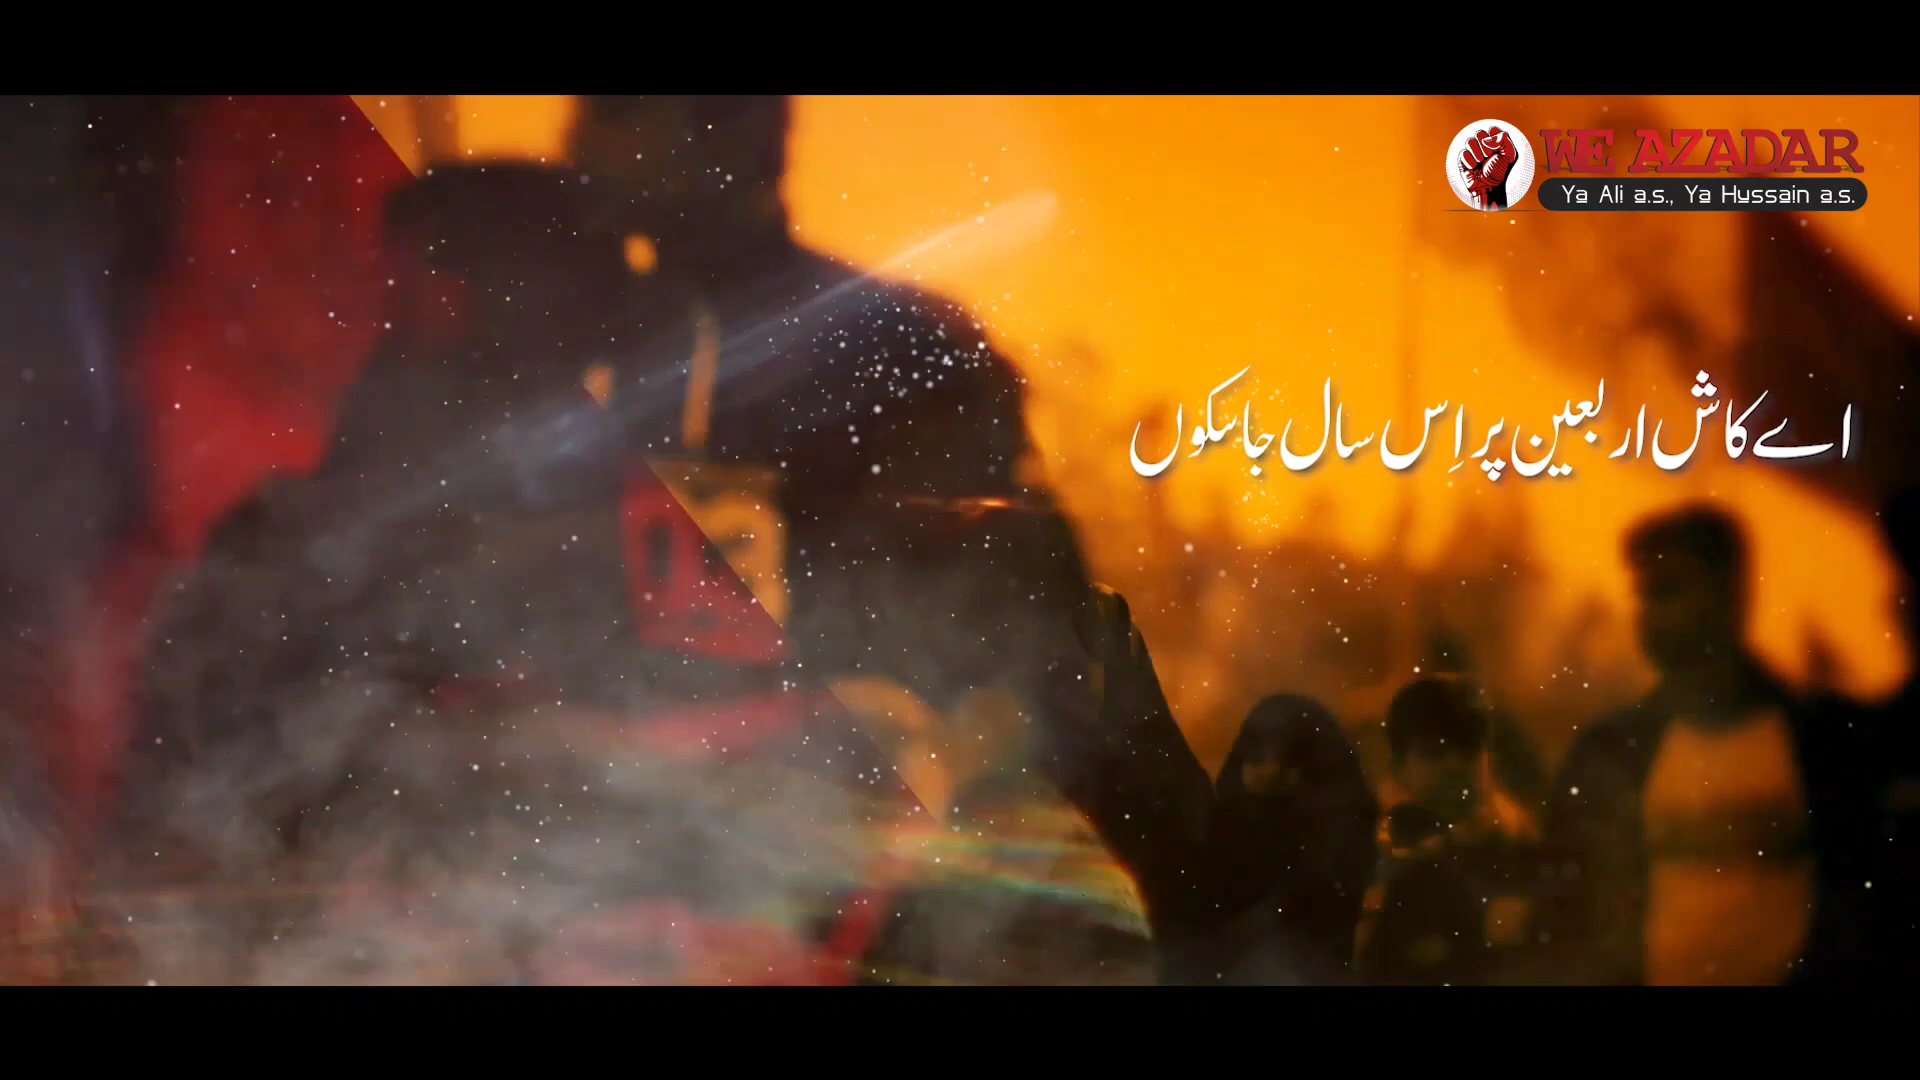 WE AZADAR
Ya Ali a.s., Ya Hussain a.s.
اے کاش اربعین پر اِس سال جا سکوں